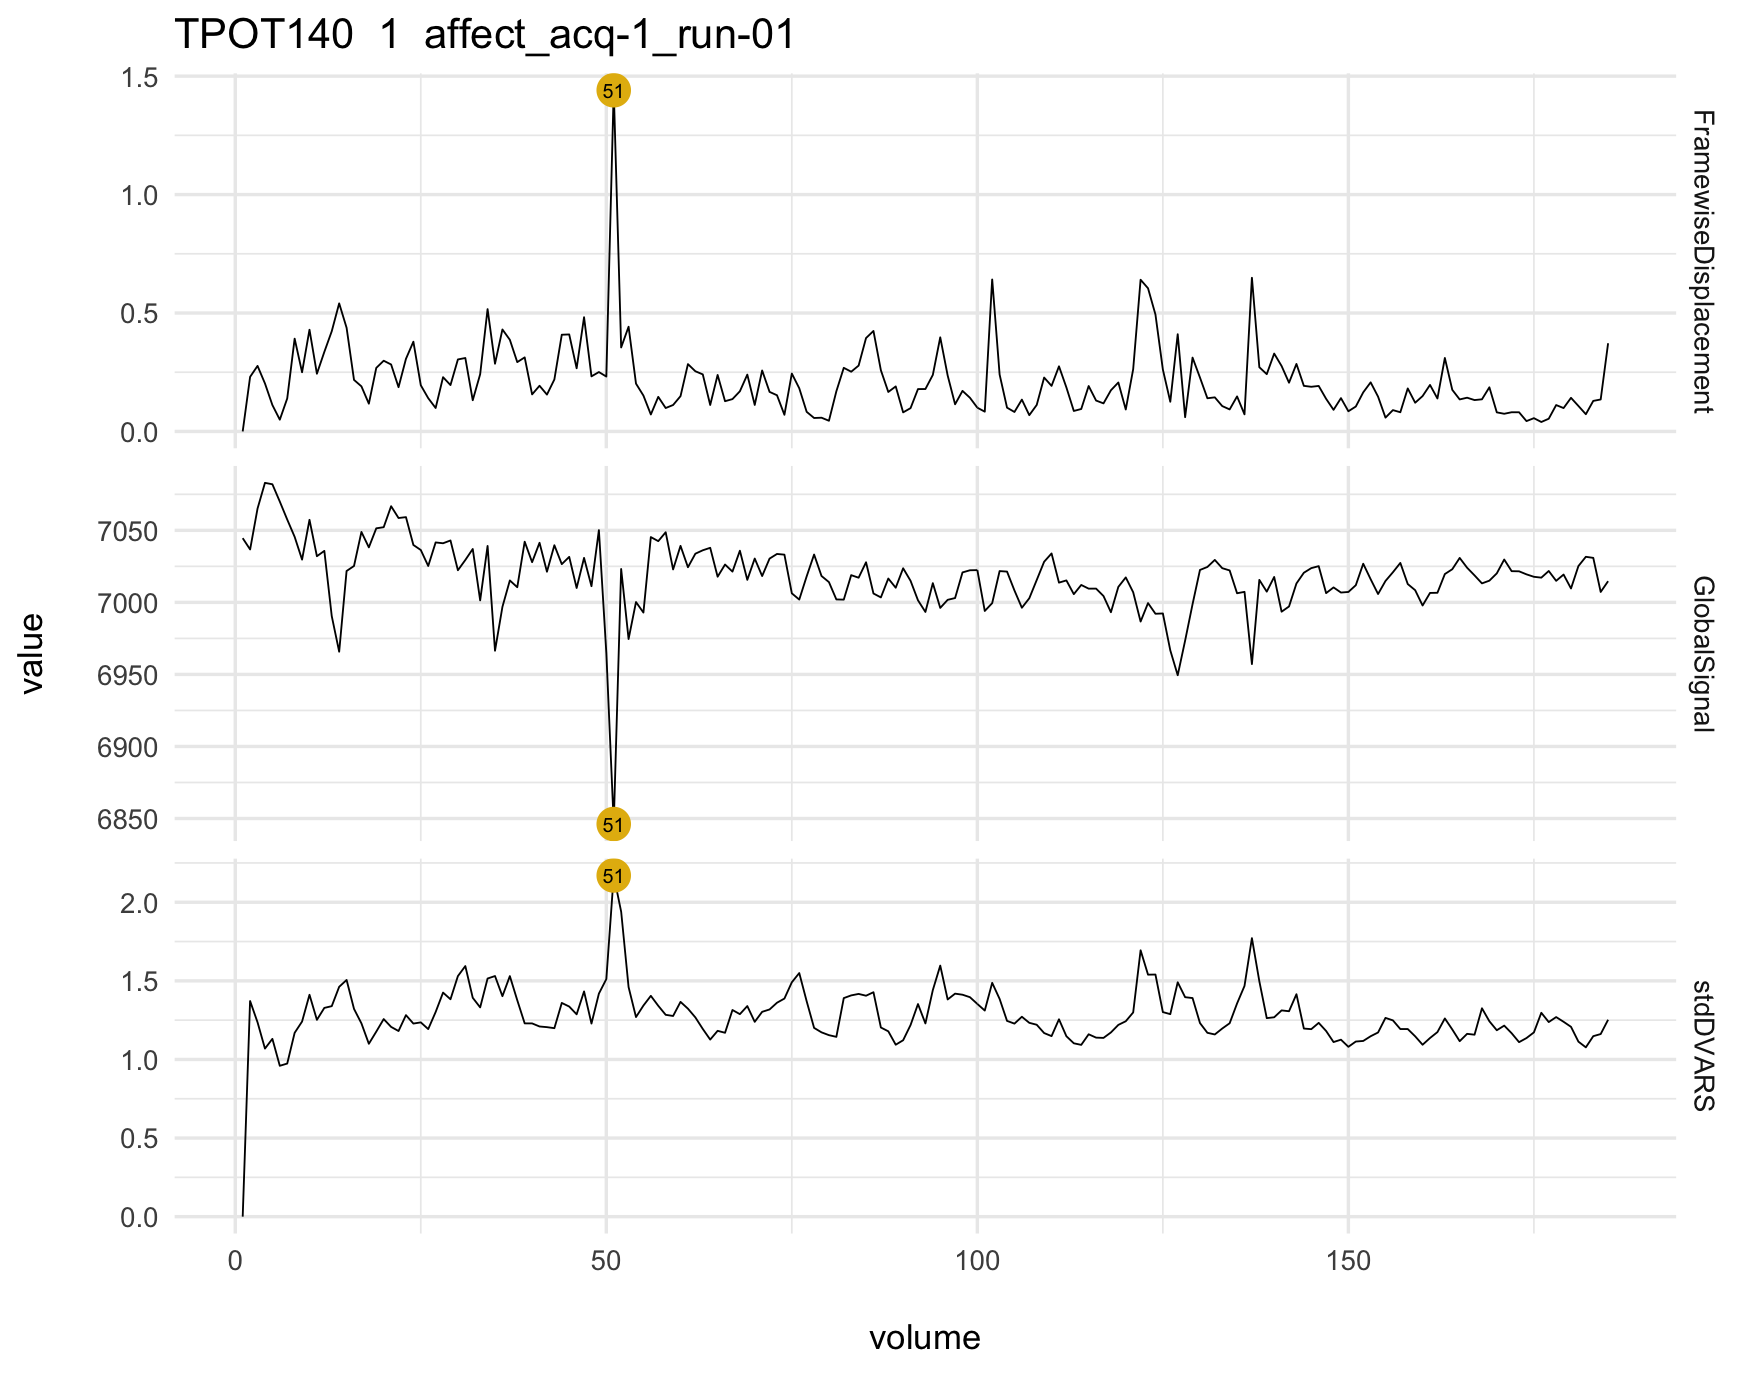 TPOT140 1 affect_acq-1_run-01
1.5
1.0
0.5
0.0
51
FramewiseDisplacement
7050
7000
6950
6900
6850
51
GlobalSignal
2.0
1.5
1.0
0.5
0.0
51
stdDVARS
value
0 50 100 150
volume